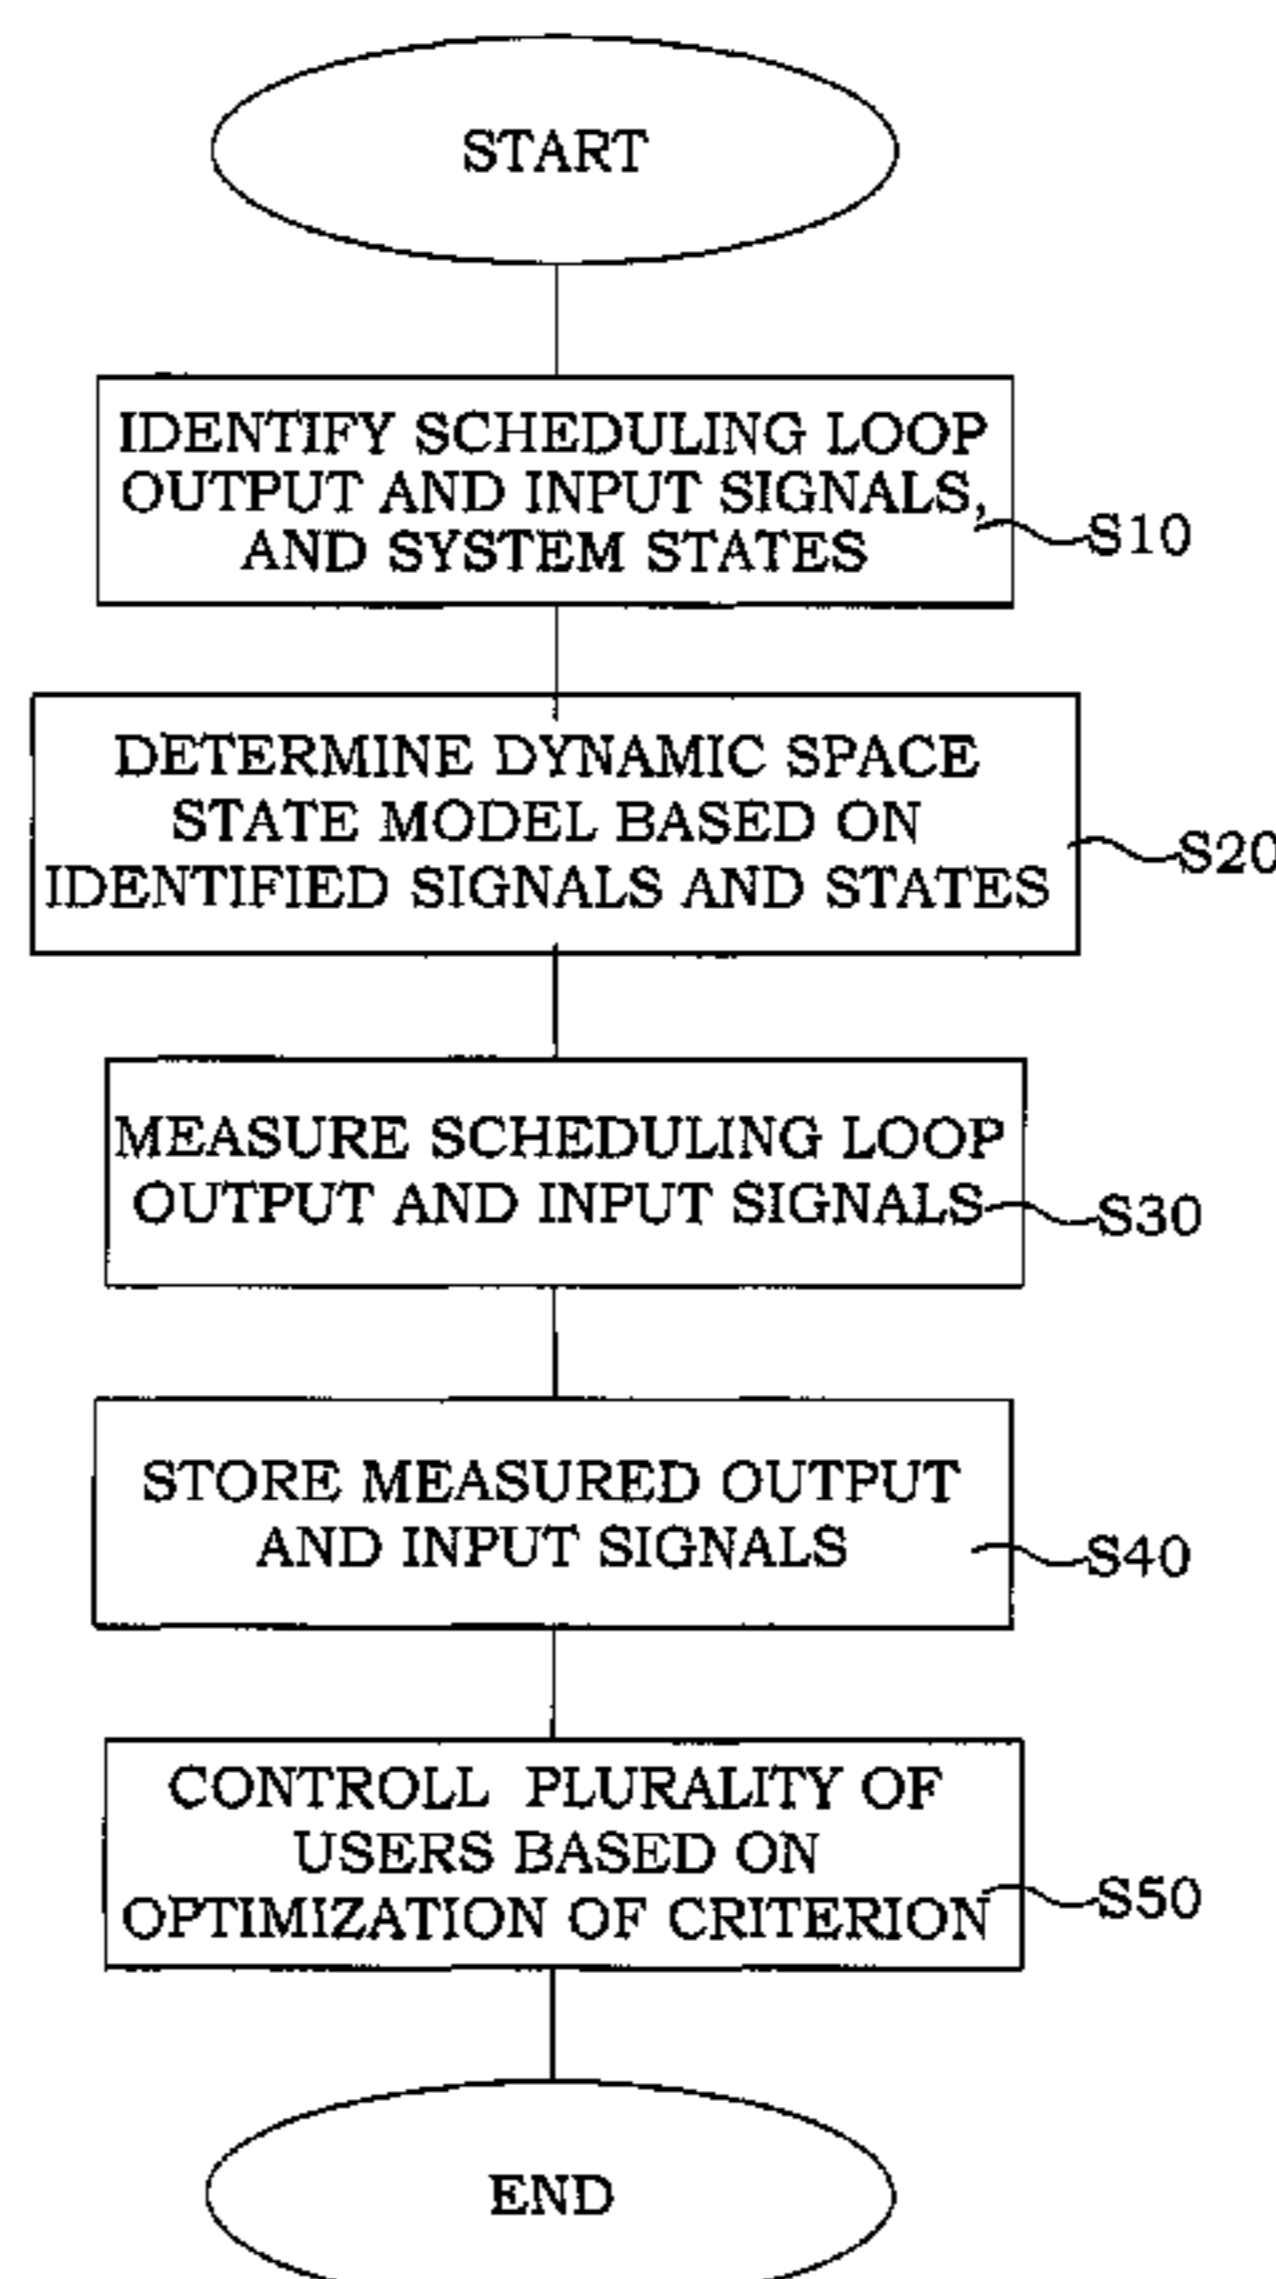 START
IDENTIFY SCHEDULING LOOP
OUTPUT AND INPUT SIGNALS,
AND SYSTEM STATES
S10
DETERMINE DYNAMIC SPACE
STATE MODEL BASED ON
IDENTIFIED SIGNALS AND STATES
S20
MEASURE SCHEDULING LOOP
OUTPUT AND INPUT SIGNALS
S30
STORE MEASURED OUTPUT
AND INPUT SIGNALS
S40
CONTROLL PLURALITY OF
USERS BASED ON
OPTIMIZATION OF CRITERION
S50
END